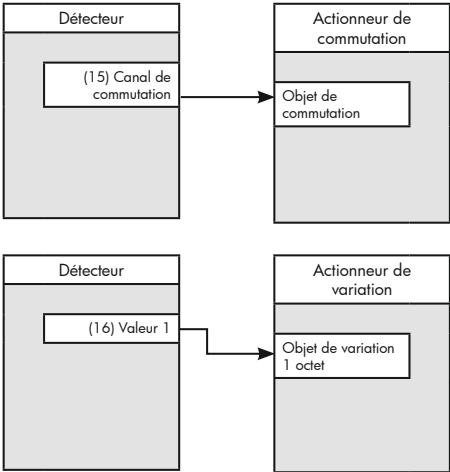 Détecteur
Actionneur de
commutation
(15) Canal de
commutation
Objet de
commutation
Détecteur
Actionneur de
variation
(16) Valeur 1
Objet de variation
1 octet